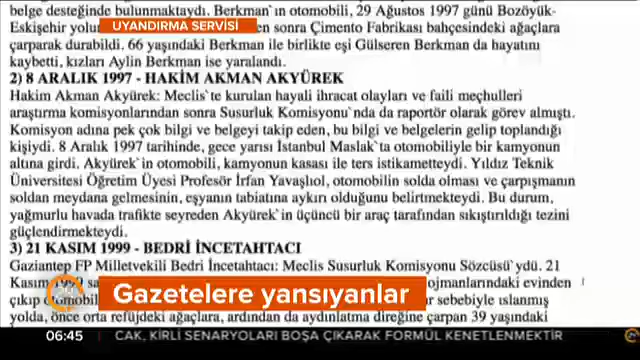 belge desteğinde bulunmaktaydı. Berkman`ın otomobili, 29 Ağustos 1997 günü Bozöyük-
UYANDIRMA SERVİSİ
Eskişehir yolun en sonra Çimento Fabrikası bahçesindeki ağaçlara
çarparak durabildi. 66 yaşındaki Berkman ile birlikte eşi Gülseren Berkman da hayatını
kaybetti, kızları Aylin Berkman ise yaralandı.
2) 8 ARALIK 1997 - HAKİM AKMAN AKYÜREK
Hakim Akman Akyürek: Meclis`te kurulan hayali ihracat olayları ve faili meçhulleri
araştırma komisyonlarından sonra Susurluk Komisyonu`nda da raportör olarak görev almıştı.
Komisyon adına pek çok bilgi ve belgeyi takip eden, bu bilgi ve belgelerin gelip toplandığı
kişiydi. 8 Aralık 1997 tarihinde, gece yarısı İstanbul Maslak`ta otomobiliyle bir kamyonun
altına girdi. Akyürek`in otomobili, kamyonun kasası ile ters istikametteydi. Yıldız Teknik
Üniversitesi Öğretim Üyesi Profesör İrfan Yavaşlıol, otomobilin solda olması ve çarpışmanın
soldan meydana gelmesinin, eşyanın tabiatına aykırı olduğunu belirtmekteydi. Bu durum,
yağmurlu havada trafikte seyreden Akyürek`in üçüncü bir araç tarafından sıkıştırıldığı tezini
güçlendirmekteydi.
3) 21 KASIM 1999 - BEDRİ İNCETAHTACI
Gaziantep FP Milletvekili Bedri İncetahtacı: Meclis Susurluk Komisyonu Sözcüsü`ydü. 21
Kasım 1999 ojmanlarındaki evinden
çıkıp otomobil r sebebiyle ıslanmış
Gazetelere yansıyanlar
yolda, önce orta refüjdeki ağaçlara, ardından da aydınlatma direğine çarpan 39 yaşındaki
06:45 CAK, KİRLİ SENARYOLARI BOŞA ÇIKARAK FORMÜL KENETLENMEKTİR